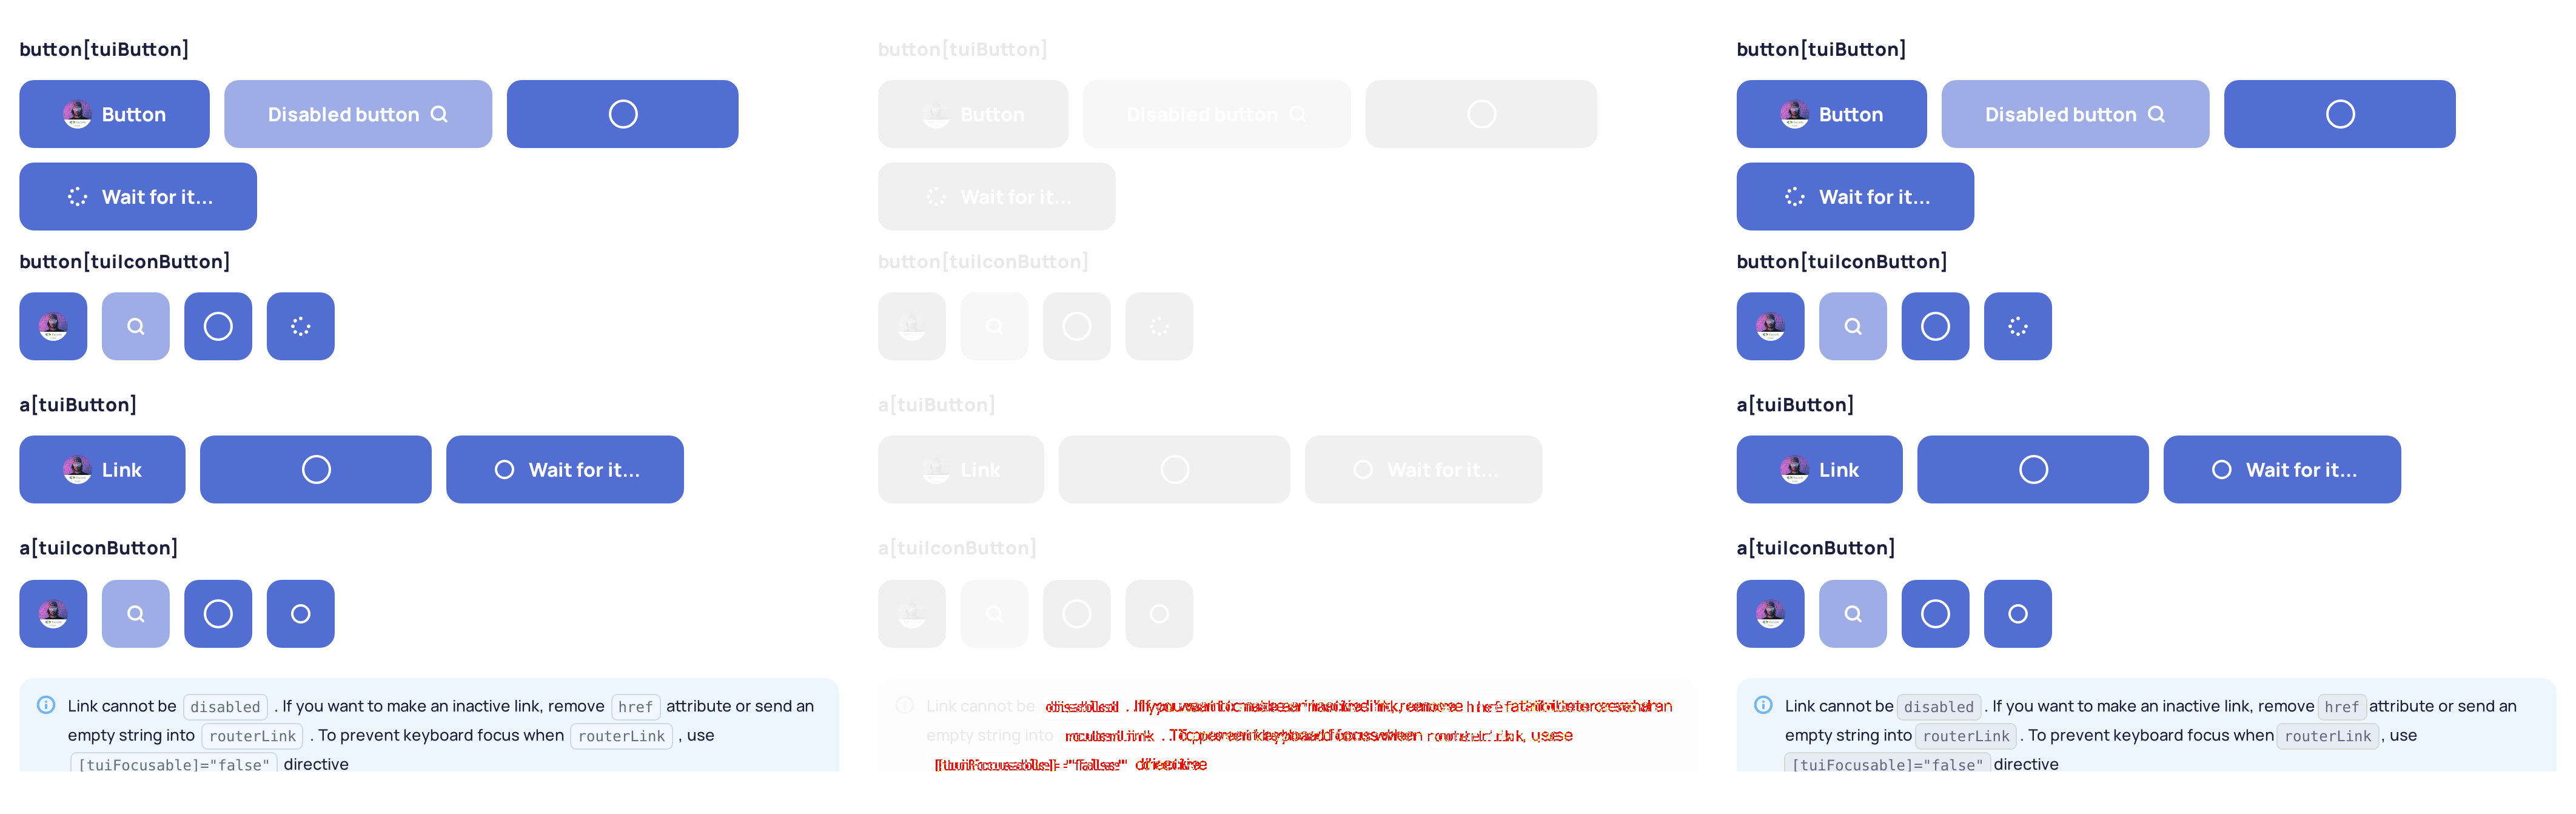 button[tuiButton]
Button
Disabled button
Wait for it...
button[tuiIconButton]
a[tuiButton]
Link
Wait for it...
a[tuiIconButton]
Link cannot be disabled . If you want to make an inactive link, remove href attribute or send an
empty string into routerLink . To prevent keyboard focus when routerLink , use
[tuiFocusable]="false" directive
button[tuiButton]
Button
Disabled button
Wait for it...
button[tuiIconButton]
a[tuiButton]
Link
Wait for it...
a[tuiIconButton]
Link cannot be
empty string into
button[tuiButton]
Button
Disabled button
Wait for it...
button[tuiIconButton]
a[tuiButton]
Link
Wait for it...
a[tuiIconButton]
Link cannot be disabled . If you want to make an inactive link, remove href attribute or send an
empty string into routerLink . To prevent keyboard focus when routerLink , use
[tuiFocusable]="false" directive